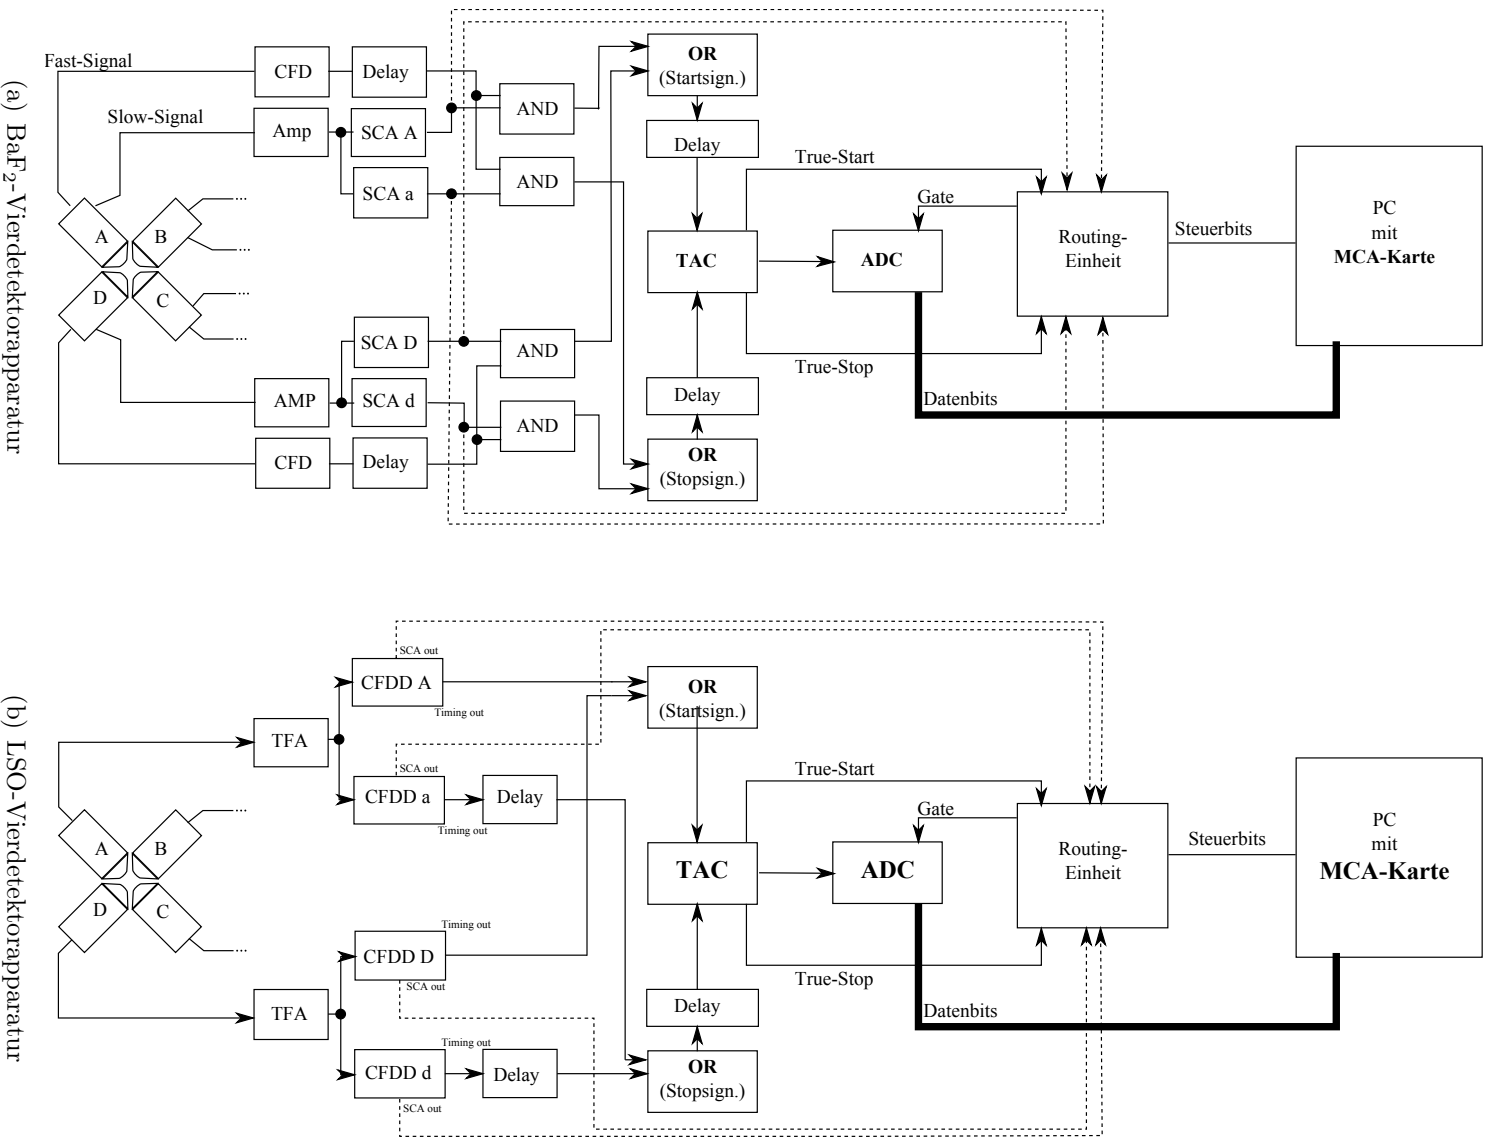 (a) BaF2-Vierdetektorapparatur
Fast-Signal
CFD
Delay
Slow-Signal
Amp
SCA A
SCA a
AND
AND
OR
(Startsign.)
Delay
True-Start
Gate
TAC
ADC
Routing-
Einheit
Steuerbits
PC
mit
MCA-Karte
A
B
D
C
...
...
...
...
SCA D
AMP
SCA d
AND
AND
CFD
Delay
Delay
OR
(Stopsign.)
True-Stop
Datenbits
(b) LSO-Vierdetektorapparatur
SCA out
CFDD A
Timing out
TFA
SCA out
CFDD a
Timing out
Delay
OR
(Startsign.)
True-Start
Gate
TAC
ADC
Routing-
Einheit
Steuerbits
PC
mit
MCA-Karte
A
B
D
C
...
...
Timing out
CFDD D
SCA out
TFA
Timing out
CFDD d
SCA out
Delay
Delay
OR
(Stopsign.)
True-Stop
Datenbits